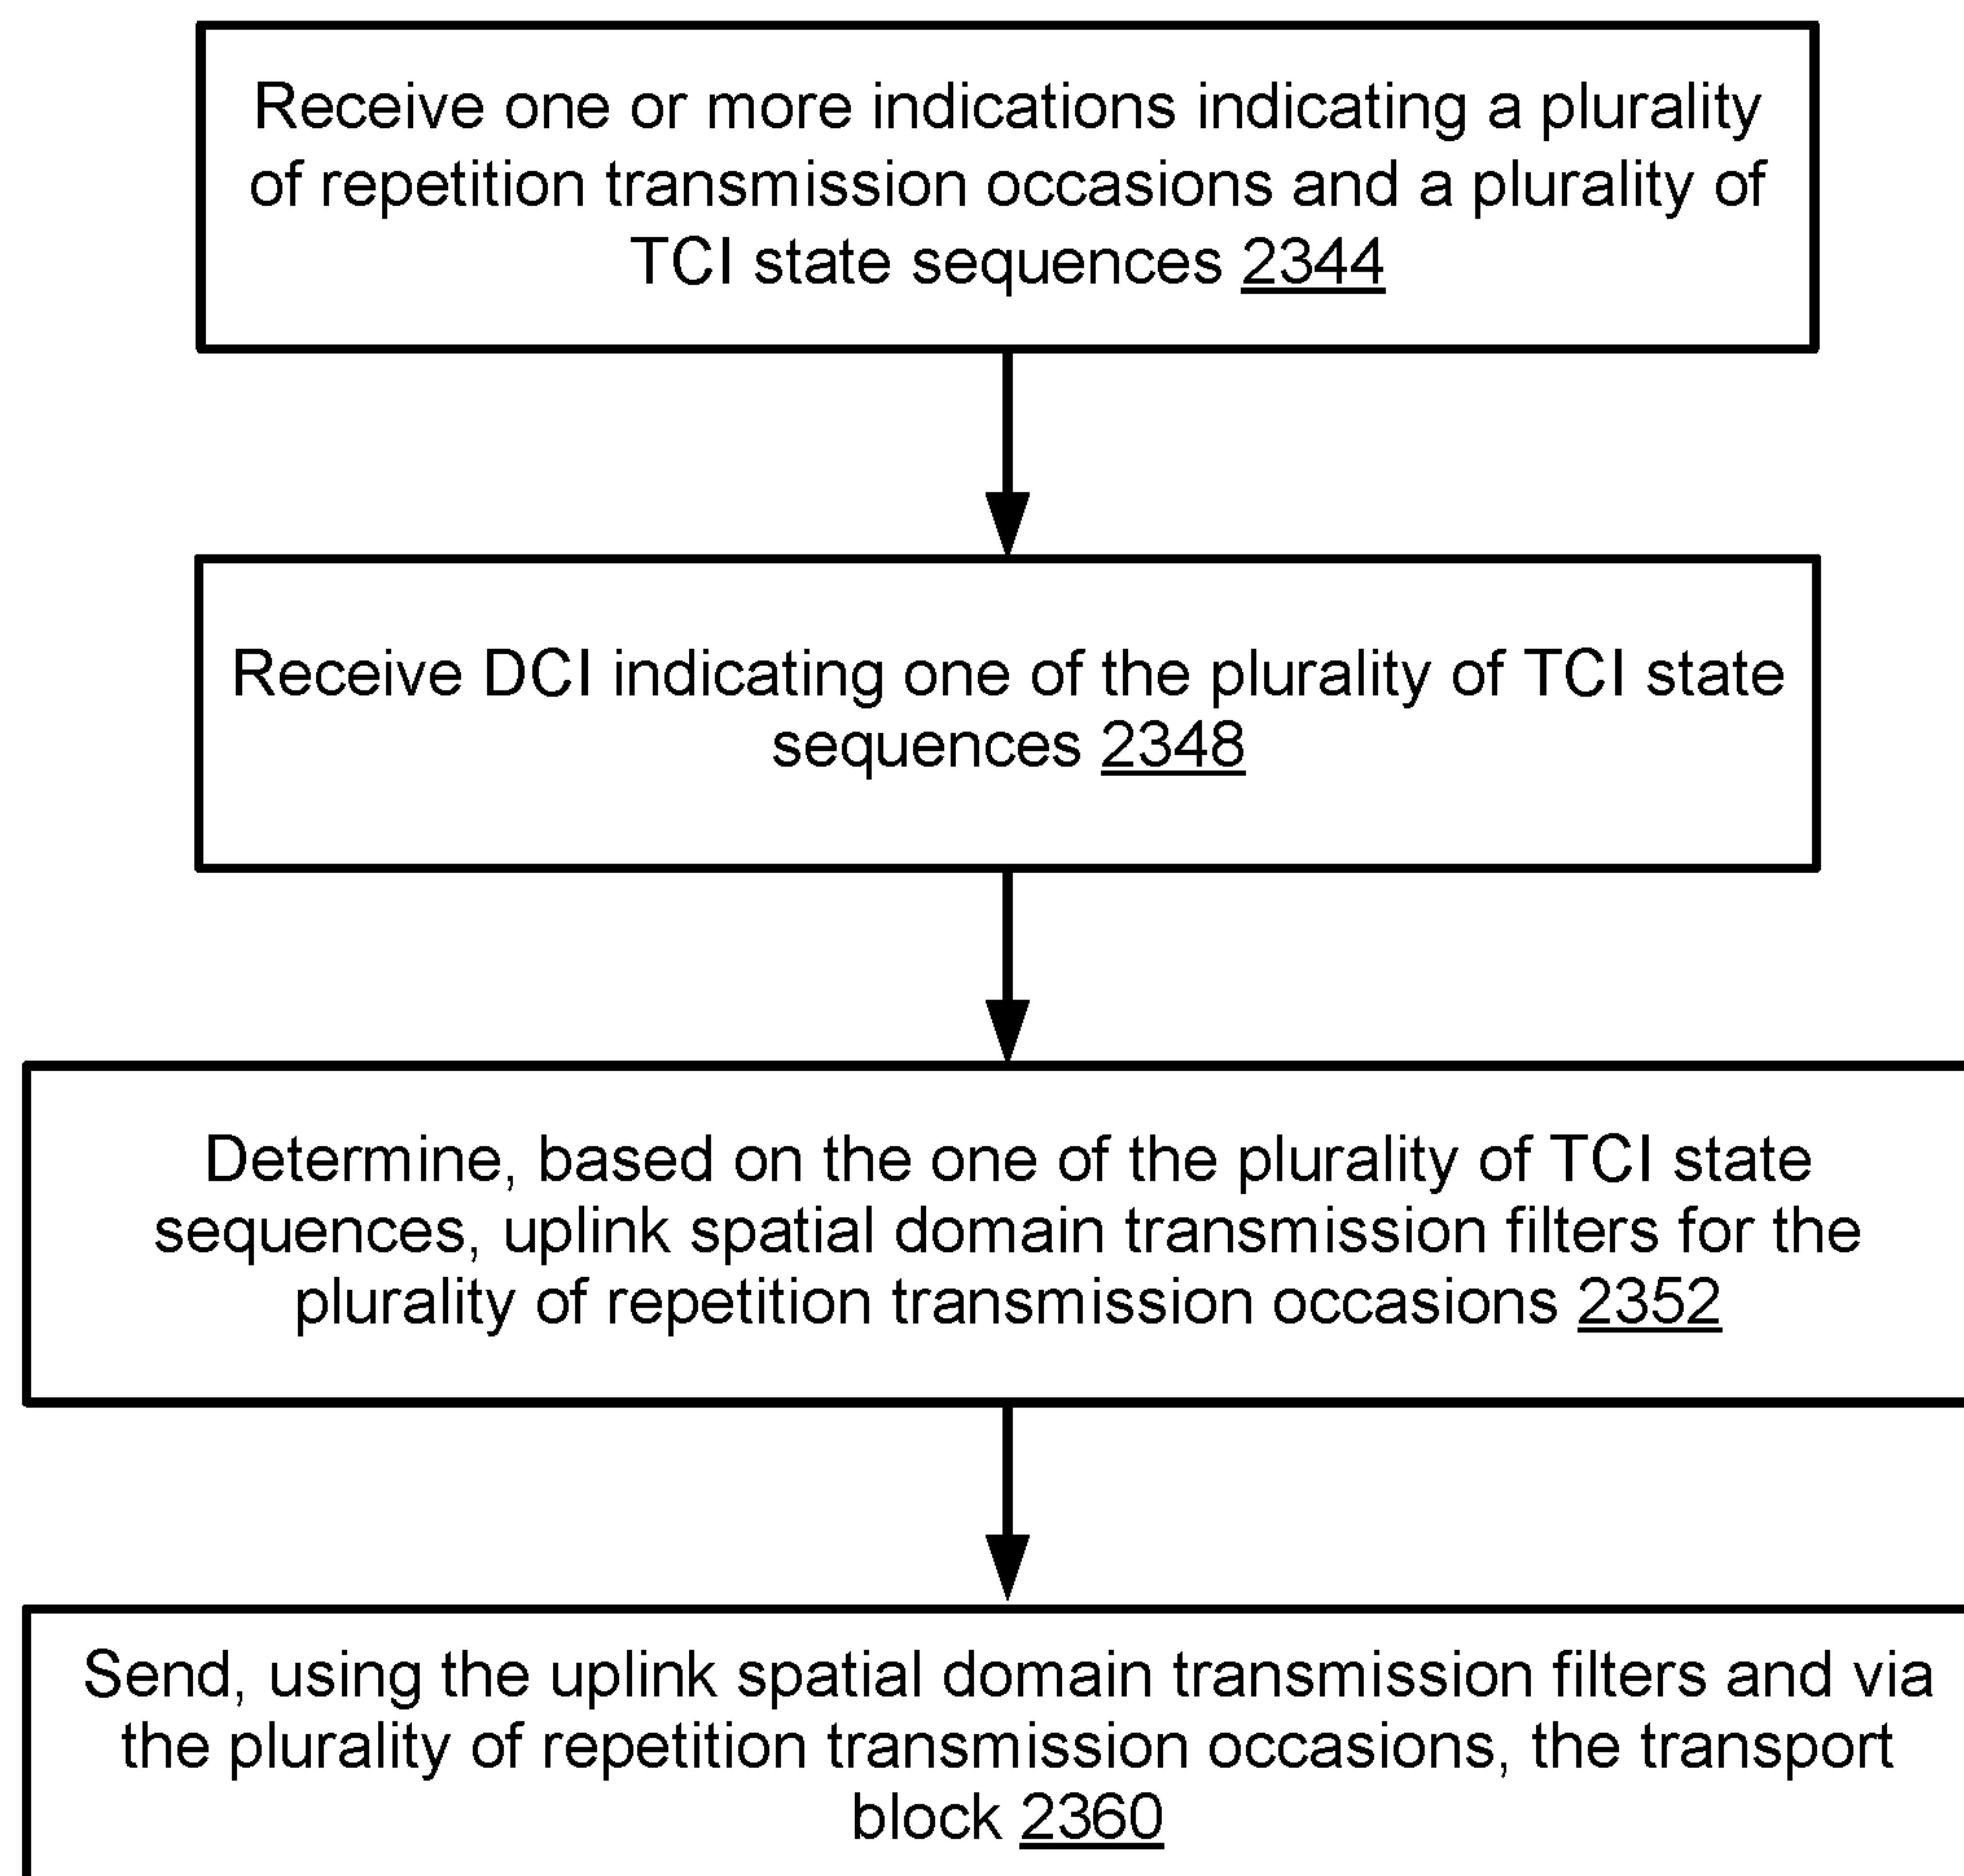 Receive one or more indications indicating a plurality
of repetition transmission occasions and a plurality of
TCI state sequences 2344
Receive DCI indicating one of the plurality of TCI state
sequences 2348
Determine, based on the one of the plurality of TCI state
sequences, uplink spatial domain transmission filters for the
plurality of repetition transmission occasions 2352
Send, using the uplink spatial domain transmission filters and via
the plurality of repetition transmission occasions, the transport
block 2360